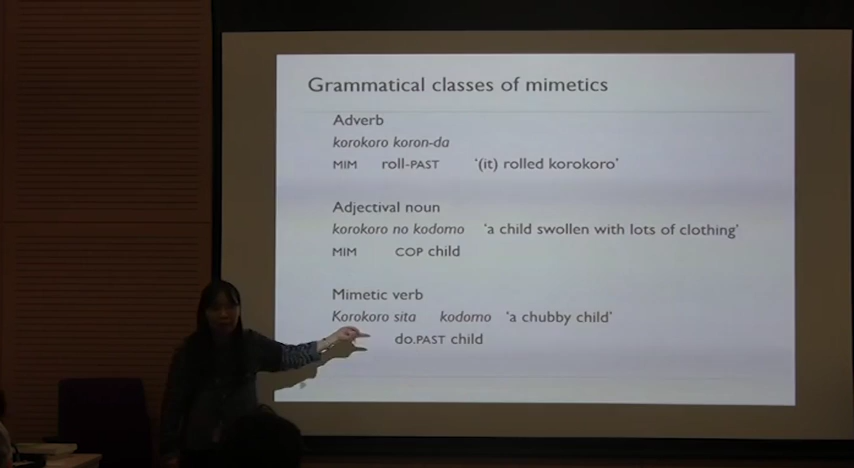 Grammatical classes of mimetics
Adverb
korokoro koron-da
MIM roll-PAST '(it) rolled korokoro'
Adjectival noun
korokoro no kodomo 'a child swollen with lots of clothing'
MIM COP child
Mimetic verb
Korokoro sita kodomo 'a chubby child'
do.PAST child